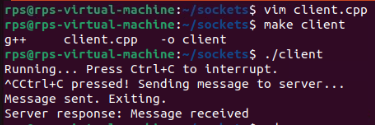 rps@rps-virtual-machine:~/sockets$ vim client.cpp
rps@rps-virtual-machine:~/sockets$ make client
g++     client.cpp   -o client
rps@rps-virtual-machine:~/sockets$ ./client
Running... Press Ctrl+C to interrupt.
^CCtrl+C pressed! Sending message to server...
Message sent. Exiting.
Server response: Message received